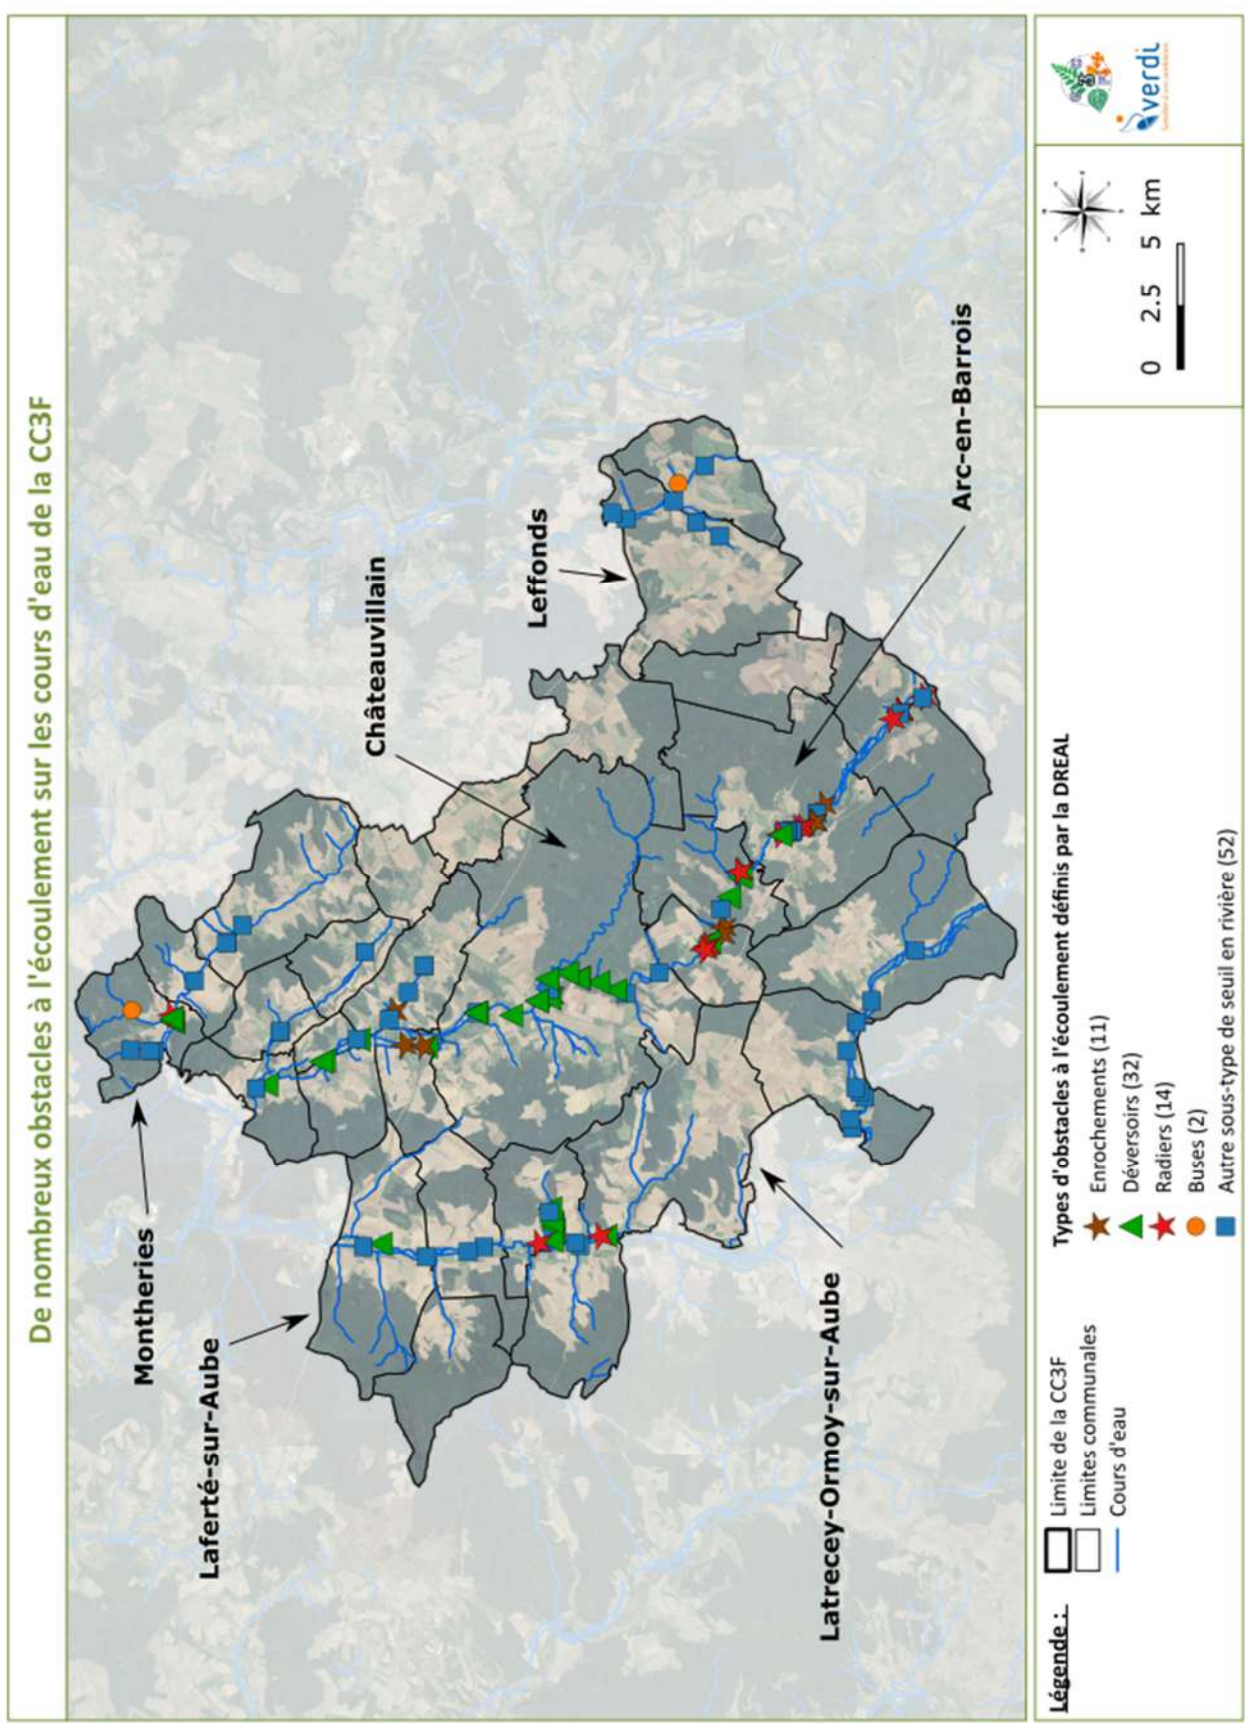 De nombreux obstacles à l'écoulement sur les cours d'eau de la CC3F
Montheries
Laferté-sur-Aube
Châteauvillain
Leffonds
Arc-en-Barrois
Latrecey-Ormoy-sur-Aube
Légende :
Limite de la CC3F
Limites communales
Cours d'eau
Types d'obstacles à l'écoulement définis par la DREAL
Enrochements (11)
Déversoirs (32)
Radiers (14)
Buses (2)
Autre sous-type de seuil en rivière (52)
0 2.5 5 km
verdi